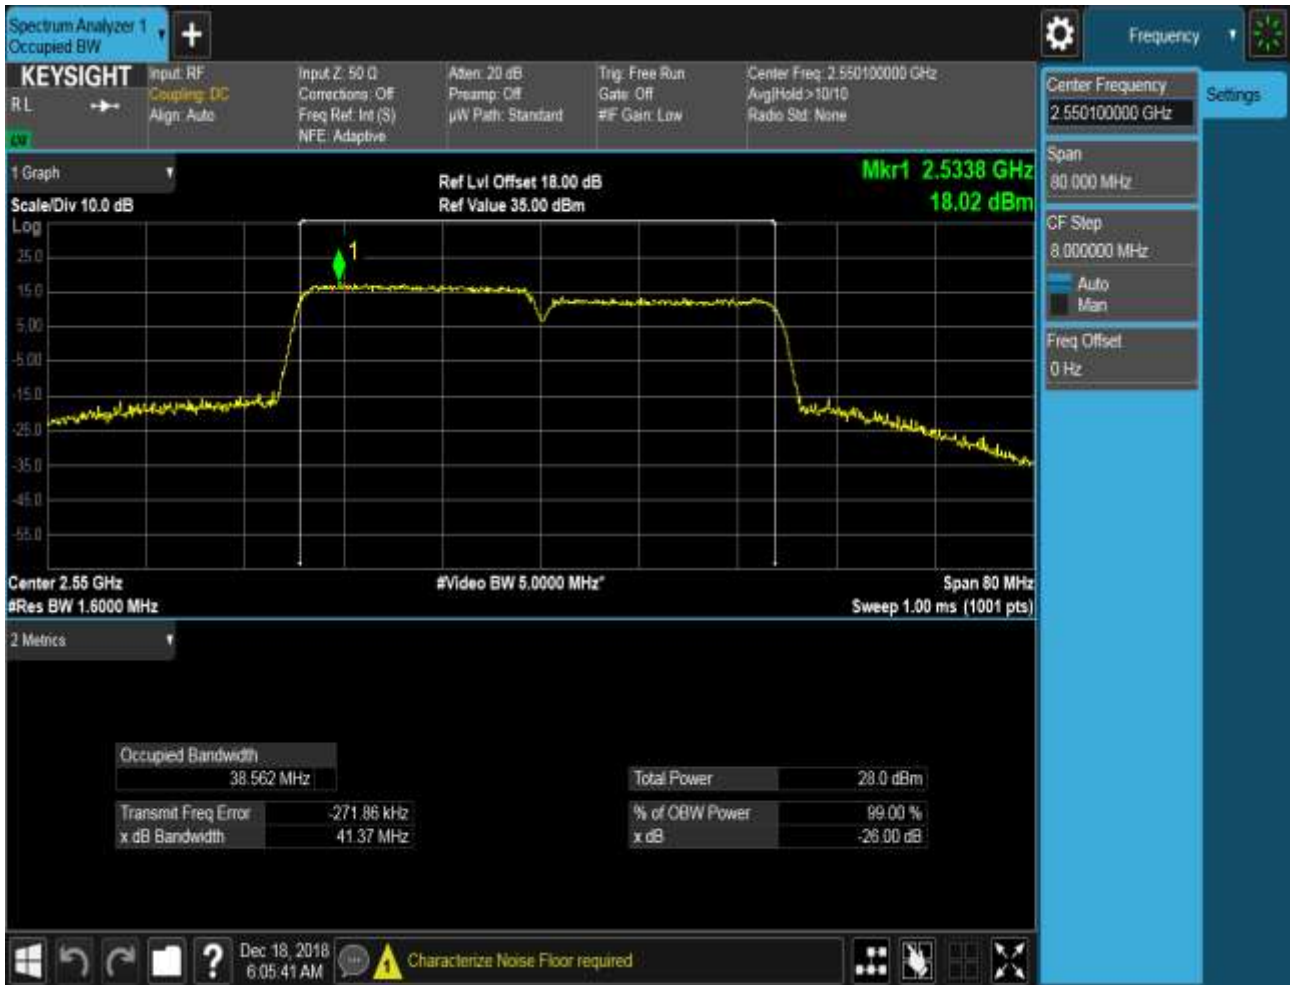 Spectrum Analyzer 1
Occupied BW
+
Frequency
KEYSIGHT
R L
LXI
Input: RF
Coupling: DC
Align: Auto
Input Z: 50 Ω
Corrections: Off
Freq Ref: Int (S)
NFE: Adaptive
Atten: 20 dB
Preamp: Off
µW Path: Standard
Trig: Free Run
Gate: Off
#IF Gain: Low
Center Freq: 2.550100000 GHz
Avg|Hold:>10/10
Radio Std: None
Center Frequency
2.550100000 GHz
Settings
Span
80.000 MHz
CF Step
8.000000 MHz
Auto
Man
Freq Offset
0 Hz
1 Graph
Scale/Div 10.0 dB
Ref Lvl Offset 18.00 dB
Ref Value 35.00 dBm
Mkr1 2.5338 GHz
18.02 dBm
Log
25.0
15.0
5.00
-5.00
-15.0
-25.0
-35.0
-45.0
-55.0
1
Center 2.55 GHz
#Video BW 5.0000 MHz*
Span 80 MHz
#Res BW 1.6000 MHz
Sweep 1.00 ms (1001 pts)
2 Metrics
Occupied Bandwidth
38.562 MHz
Total Power 28.0 dBm
Transmit Freq Error -271.86 kHz
% of OBW Power 99.00 %
x dB Bandwidth 41.37 MHz
x dB -26.00 dB
?
Dec 18, 2018
6:05:41 AM
1
Characterize Noise Floor required